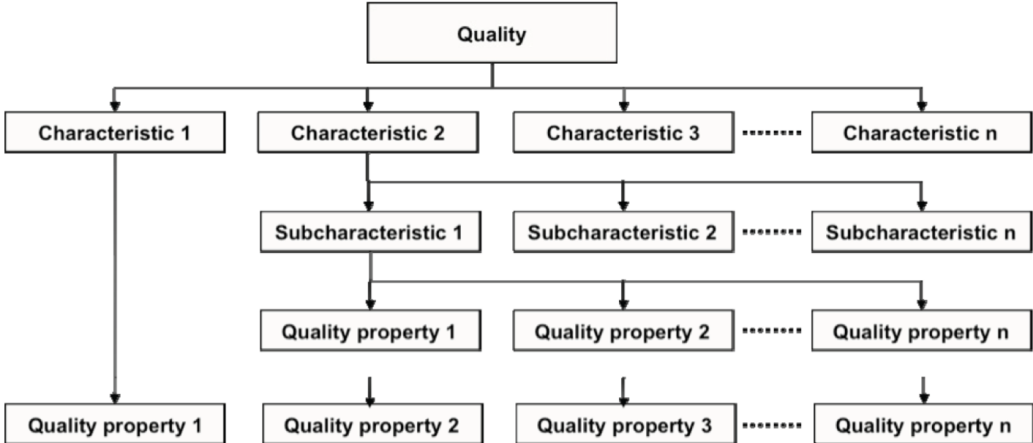 Quality
Characteristic 1
Characteristic 2
Characteristic 3
Characteristic n
Subcharacteristic 1
Subcharacteristic 2
Subcharacteristic n
Quality property 1
Quality property 2
Quality property n
Quality property 1
Quality property 2
Quality property 3
Quality property n